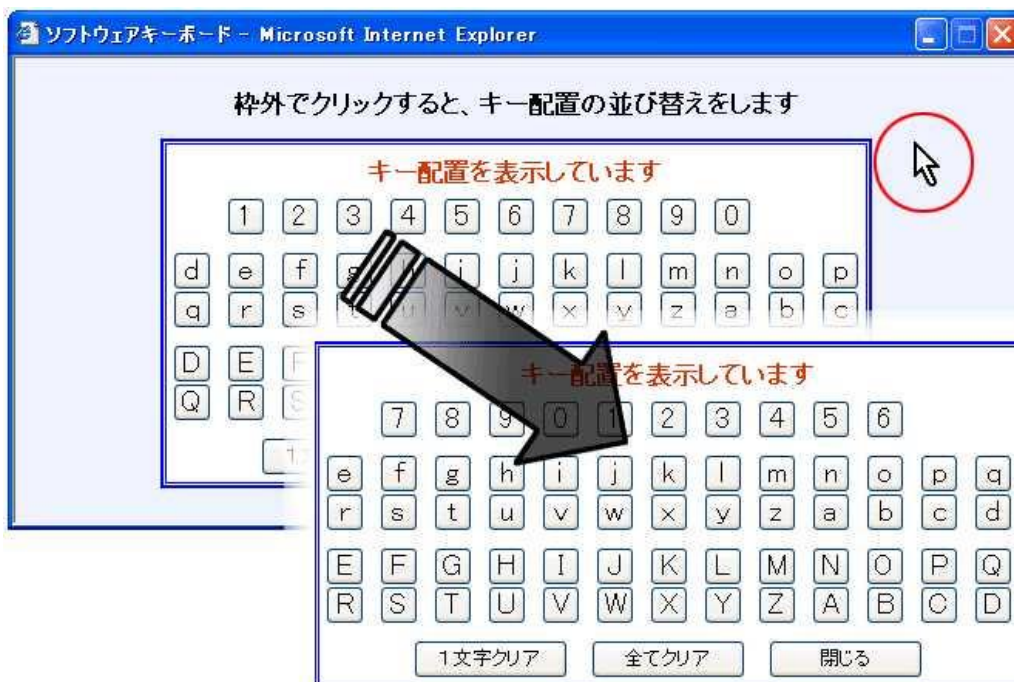 ソフトウェアキーボード - Microsoft Internet Explorer
枠外でクリックすると、キー配置の並び替えをします
キー配置を表示しています
1 2 3 4 5 6 7 8 9 0
d e f g h i j k l m n o p
q r s t u v w x y z a b c
D E F
Q R S
キー配置を表示しています
7 8 9 0 1 2 3 4 5 6
e f g h i j k l m n o p q
r s t u v w x y z a b c d
E F G H I J K L M N O P Q
R S T U V W X Y Z A B C D
1文字クリア 全てクリア 閉じる